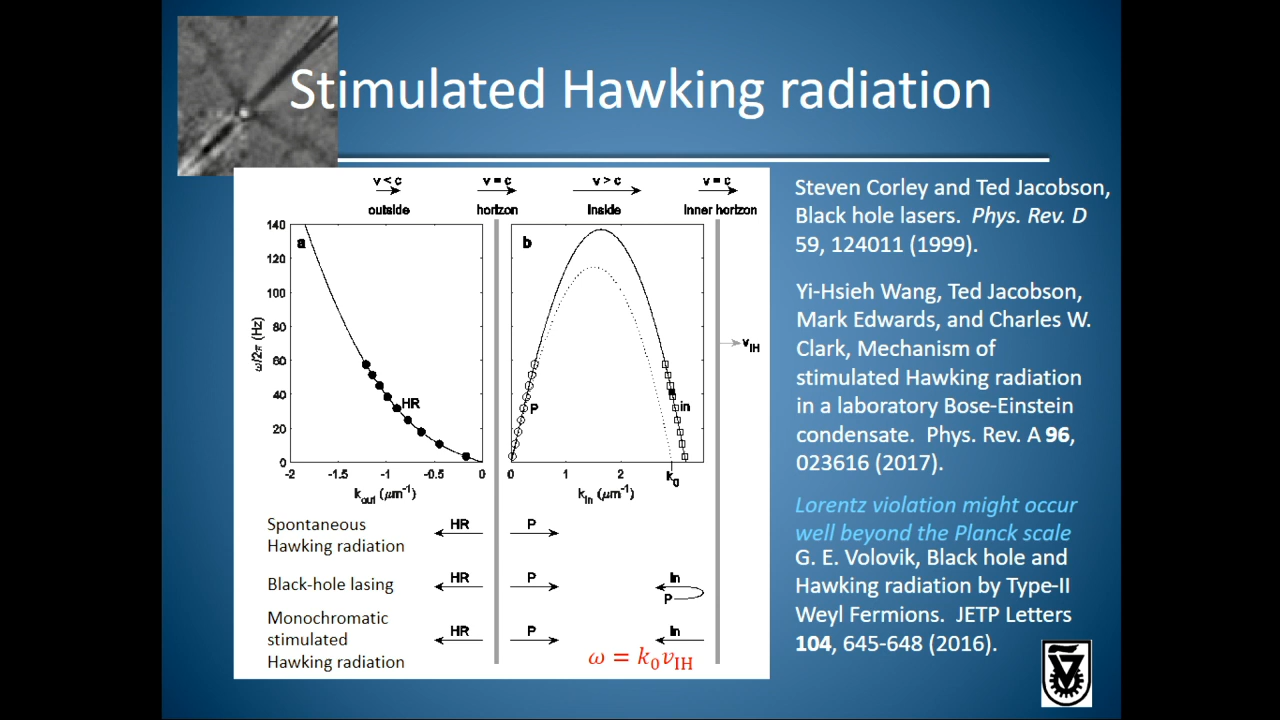 Stimulated Hawking radiation
v < c
v = c
v > c
v = c
outside
horizon
inside
inner horizon
a
140
120
100
80
60
40
20
0
ω/2π (Hz)
HR
-2 -1.5 -1 -0.5 0
k_out (μm⁻¹)
b
P
in
v_IH
0 1 2 k_0
k_in (μm⁻¹)
Spontaneous
Hawking radiation
HR P
Black-hole lasing
HR P in
P
Monochromatic
stimulated
Hawking radiation
HR P in
ω = k₀v_IH
Steven Corley and Ted Jacobson,
Black hole lasers. Phys. Rev. D
59, 124011 (1999).
Yi-Hsieh Wang, Ted Jacobson,
Mark Edwards, and Charles W.
Clark, Mechanism of
stimulated Hawking radiation
in a laboratory Bose-Einstein
condensate. Phys. Rev. A 96,
023616 (2017).
Lorentz violation might occur
well beyond the Planck scale
G. E. Volovik, Black hole and
Hawking radiation by Type-II
Weyl Fermions. JETP Letters
104, 645-648 (2016).